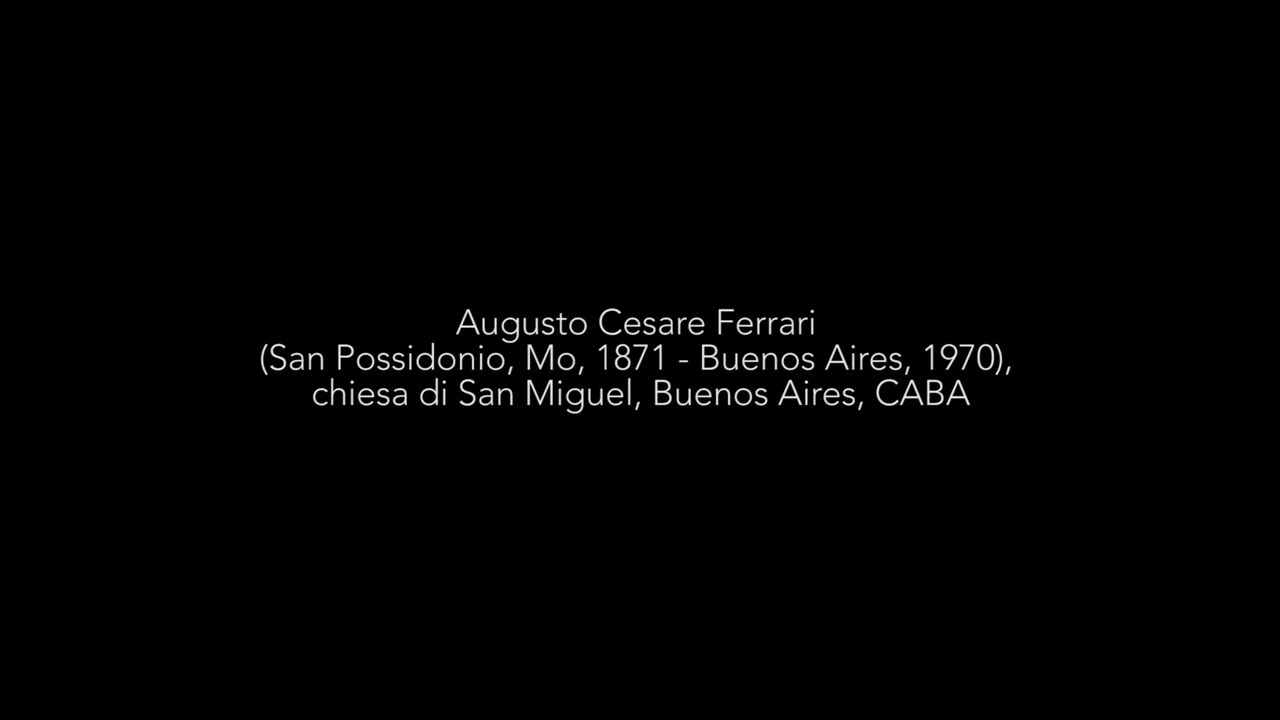 Augusto Cesare Ferrari
(San Possidonio, Mo, 1871 - Buenos Aires, 1970),
chiesa di San Miguel, Buenos Aires, CABA